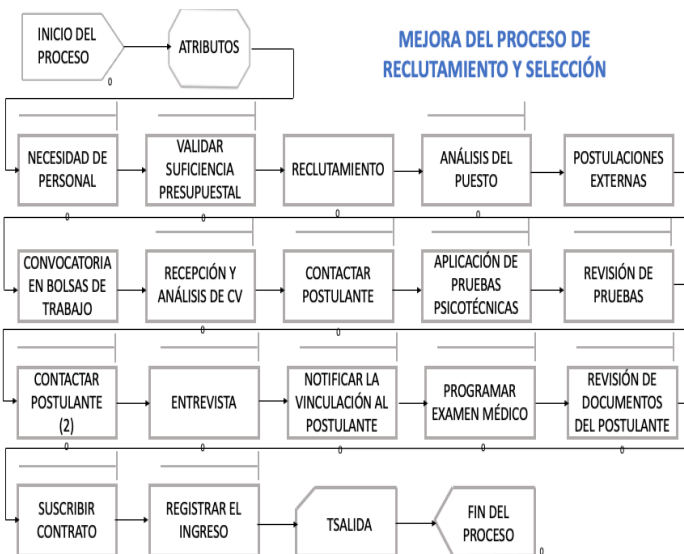 INICIO DEL
PROCESO
0
ATRIBUTOS
MEJORA DEL PROCESO DE
RECLUTAMIENTO Y SELECCIÓN
NECESIDAD DE
PERSONAL
0
VALIDAR
SUFICIENCIA
PRESUPUESTAL
0
RECLUTAMIENTO
0
ANÁLISIS DEL
PUESTO
0
POSTULACIONES
EXTERNAS
CONVOCATORIA
EN BOLSAS DE
TRABAJO
RECEPCIÓN Y
ANÁLISIS DE CV
0
CONTACTAR
POSTULANTE
0
APLICACIÓN DE
PRUEBAS
PSICOTÉCNICAS
REVISIÓN DE
PRUEBAS
CONTACTAR
POSTULANTE
(2)
0
ENTREVISTA
0
NOTIFICAR LA
VINCULACIÓN AL
POSTULANTE
0
PROGRAMAR
EXAMEN MÉDICO
0
REVISIÓN DE
DOCUMENTOS
DEL POSTULANTE
0
SUSCRIBIR
CONTRATO
REGISTRAR EL
INGRESO
TSALIDA
FIN DEL
PROCESO
0